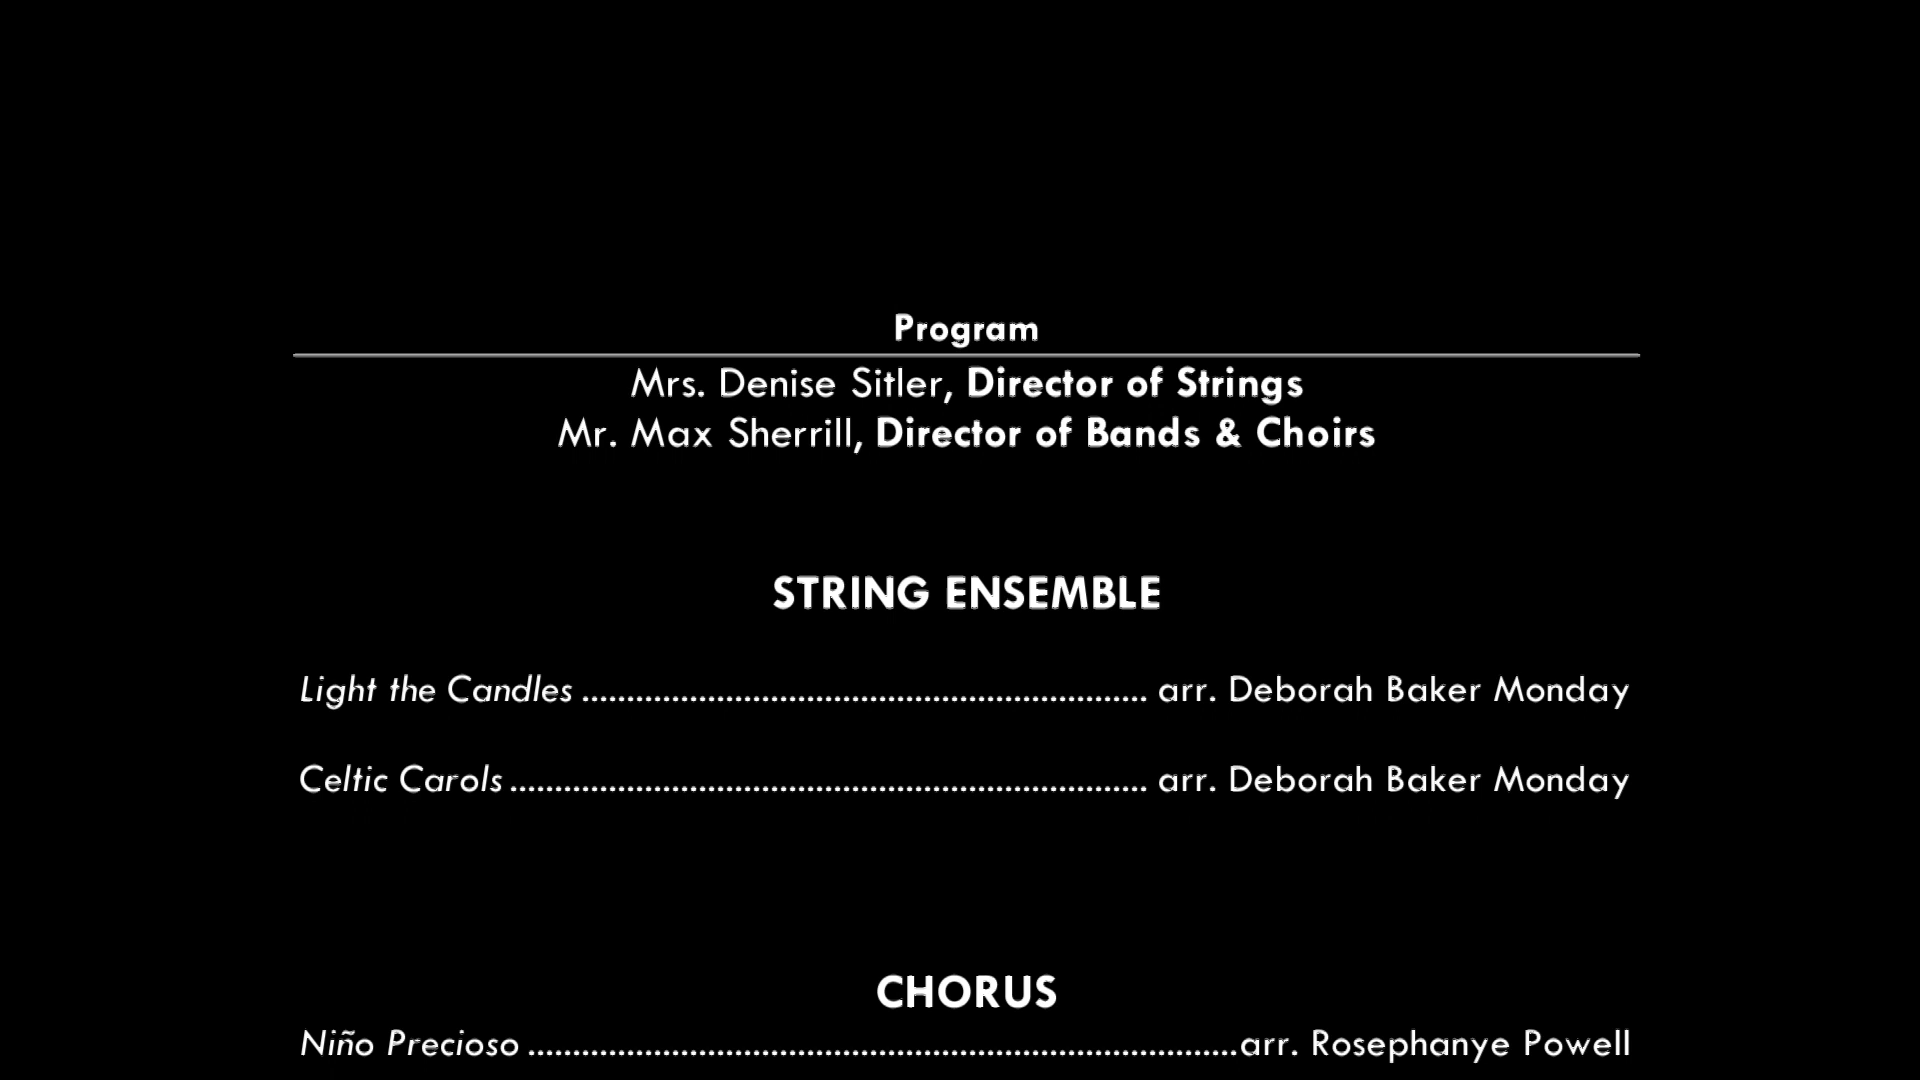 Program
Mrs. Denise Sitler, Director of Strings
Mr. Max Sherrill, Director of Bands & Choirs
STRING ENSEMBLE
Light the Candles ............................................................... arr. Deborah Baker Monday
Celtic Carols ....................................................................... arr. Deborah Baker Monday
CHORUS
Niño Precioso ...............................................................................arr. Rosephanye Powell